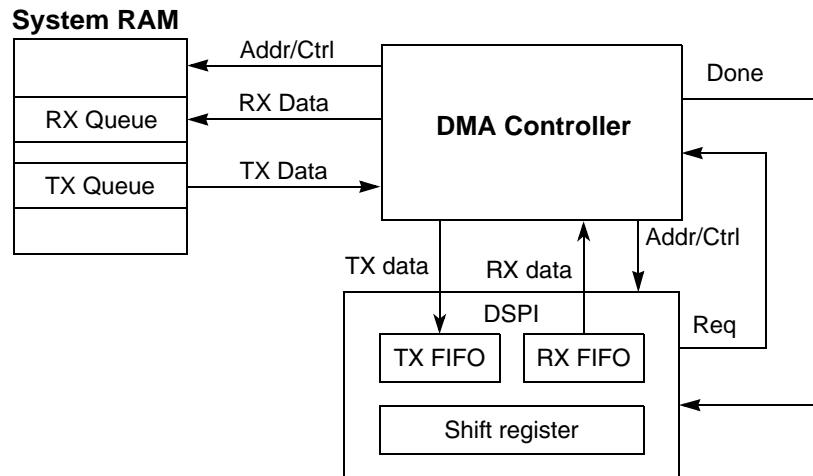 System RAM
Addr/Ctrl
Done
RX Data
RX Queue
DMA Controller
TX Data
TX Queue
Addr/Ctrl
TX data
RX data
DSPI
Req
TX FIFO
RX FIFO
Shift register